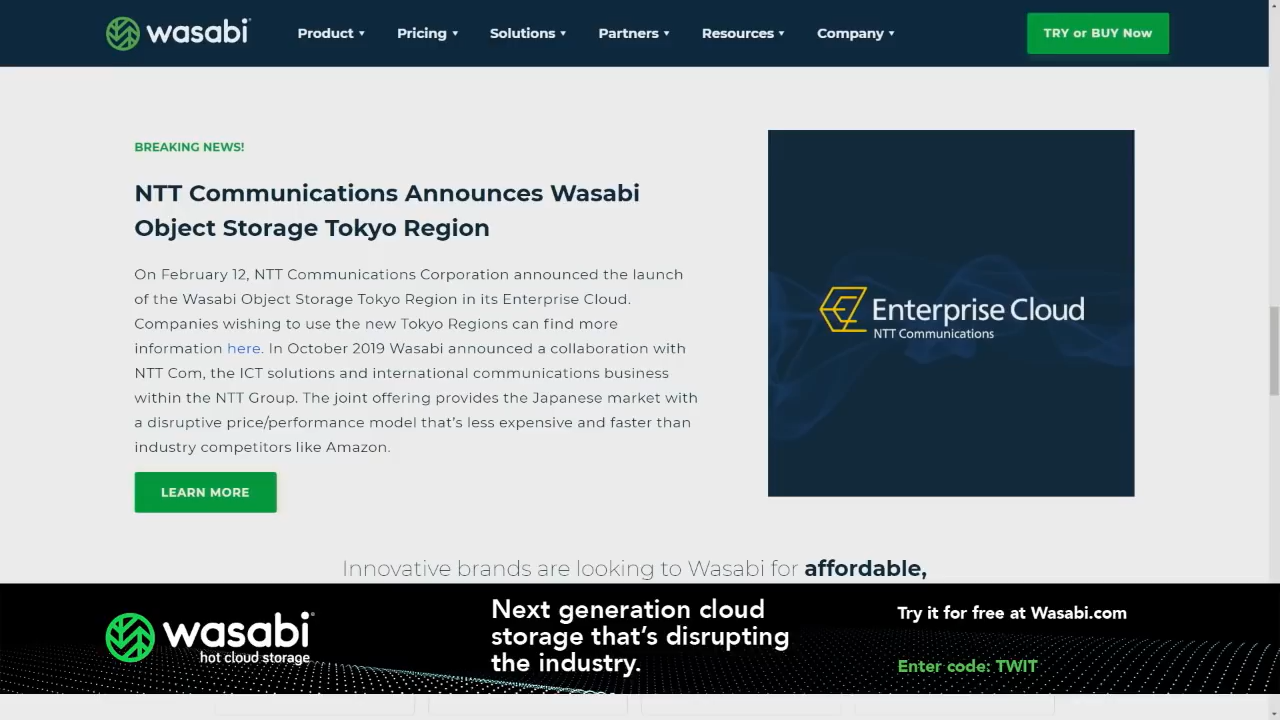 wasabi
Product ▾ Pricing ▾ Solutions ▾ Partners ▾ Resources ▾ Company ▾
TRY or BUY Now
BREAKING NEWS!
NTT Communications Announces Wasabi
Object Storage Tokyo Region
On February 12, NTT Communications Corporation announced the launch
of the Wasabi Object Storage Tokyo Region in its Enterprise Cloud.
Companies wishing to use the new Tokyo Regions can find more
information here. In October 2019 Wasabi announced a collaboration with
NTT Com, the ICT solutions and international communications business
within the NTT Group. The joint offering provides the Japanese market with
a disruptive price/performance model that's less expensive and faster than
industry competitors like Amazon.
LEARN MORE
Enterprise Cloud
NTT Communications
Innovative brands are looking to Wasabi for affordable,
wasabi
hot cloud storage
Next generation cloud
storage that's disrupting
the industry.
Try it for free at Wasabi.com
Enter code: TWIT